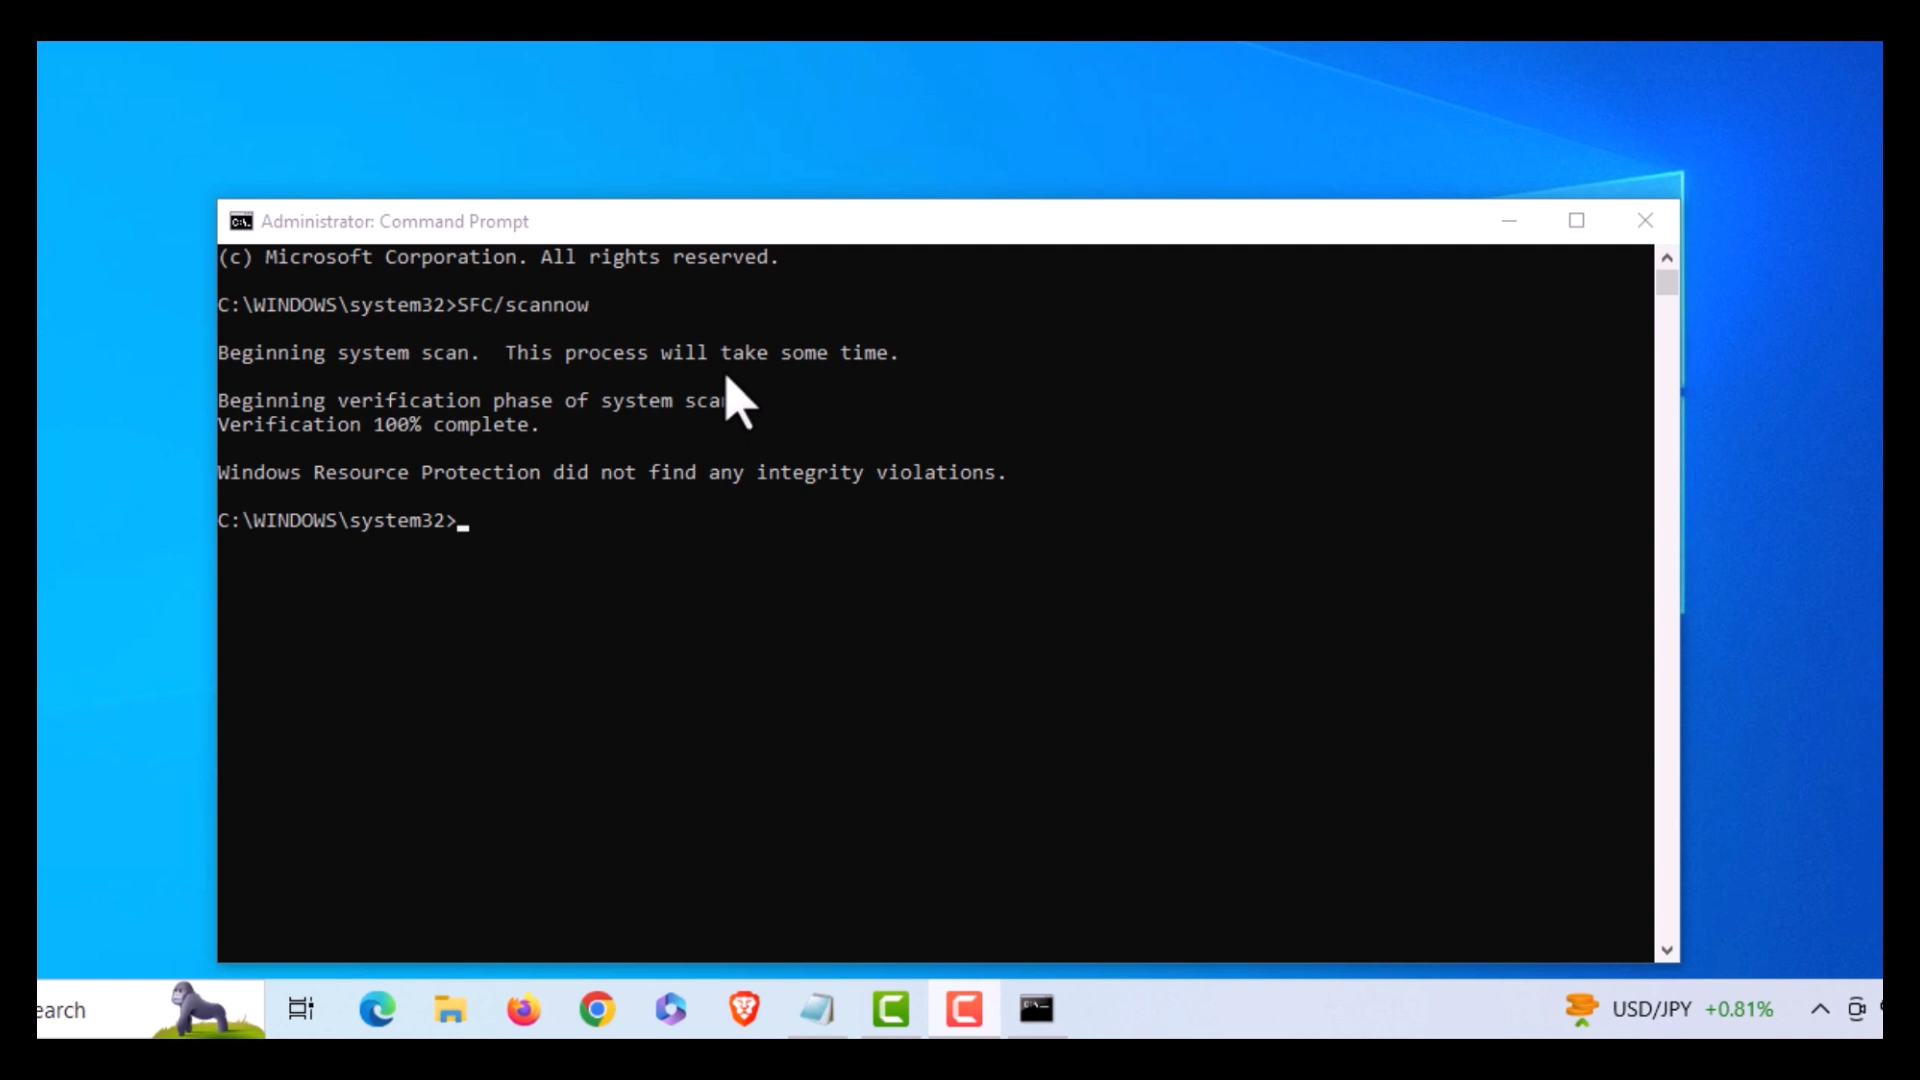 Administrator: Command Prompt
(c) Microsoft Corporation. All rights reserved.
C:\WINDOWS\system32>SFC/scannow
Beginning system scan.  This process will take some time.
Beginning verification phase of system sca
Verification 100% complete.
Windows Resource Protection did not find any integrity violations.
C:\WINDOWS\system32>
earch
USD/JPY +0.81%